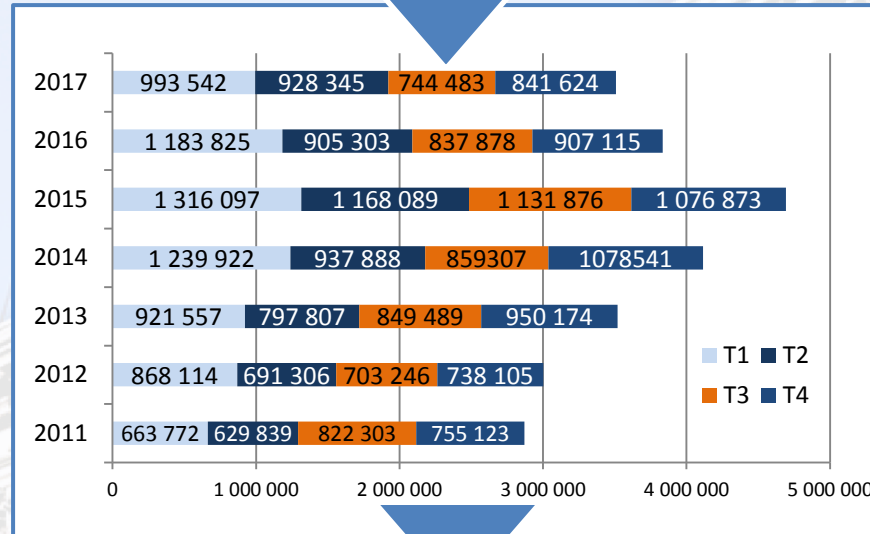 2017 993 542 928 345 744 483 841 624
2016 1 183 825 905 303 837 878 907 115
2015 1 316 097 1 168 089 1 131 876 1 076 873
2014 1 239 922 937 888 859307 1078541
2013 921 557 797 807 849 489 950 174
2012 868 114 691 306 703 246 738 105
2011 663 772 629 839 822 303 755 123
T1 T2
T3 T4
0 1 000 000 2 000 000 3 000 000 4 000 000 5 000 000